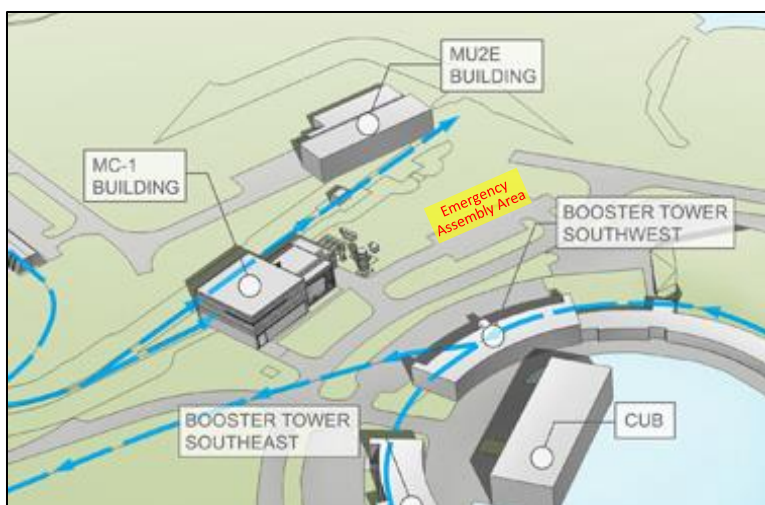 MU2E
BUILDING
MC-1
BUILDING
Emergency
Assembly Area
BOOSTER TOWER
SOUTHWEST
BOOSTER TOWER
SOUTHEAST
CUB